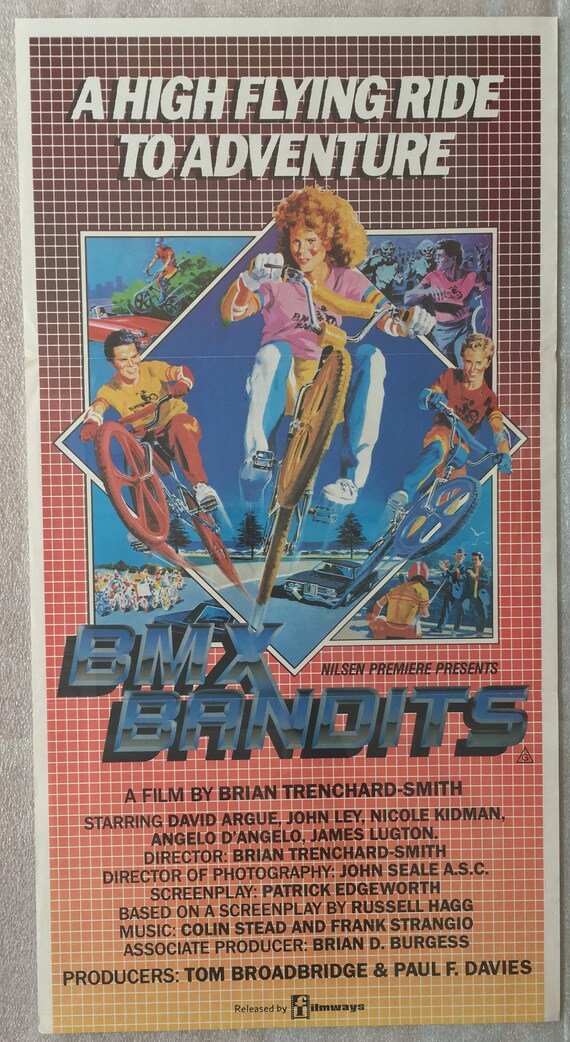 A HIGH FLYING RIDE
TO ADVENTURE
BMX
BANDITS
NILSEN PREMIERE PRESENTS
BMX
BANDITS
G
A FILM BY BRIAN TRENCHARD-SMITH
STARRING DAVID ARGUE, JOHN LEY, NICOLE KIDMAN,
ANGELO D'ANGELO, JAMES LUGTON.
DIRECTOR: BRIAN TRENCHARD-SMITH
DIRECTOR OF PHOTOGRAPHY: JOHN SEALE A.S.C.
SCREENPLAY: PATRICK EDGEWORTH
BASED ON A SCREENPLAY BY RUSSELL HAGG
MUSIC: COLIN STEAD AND FRANK STRANGIO
ASSOCIATE PRODUCER: BRIAN D. BURGESS
PRODUCERS: TOM BROADBRIDGE & PAUL F. DAVIES
Released by filmways